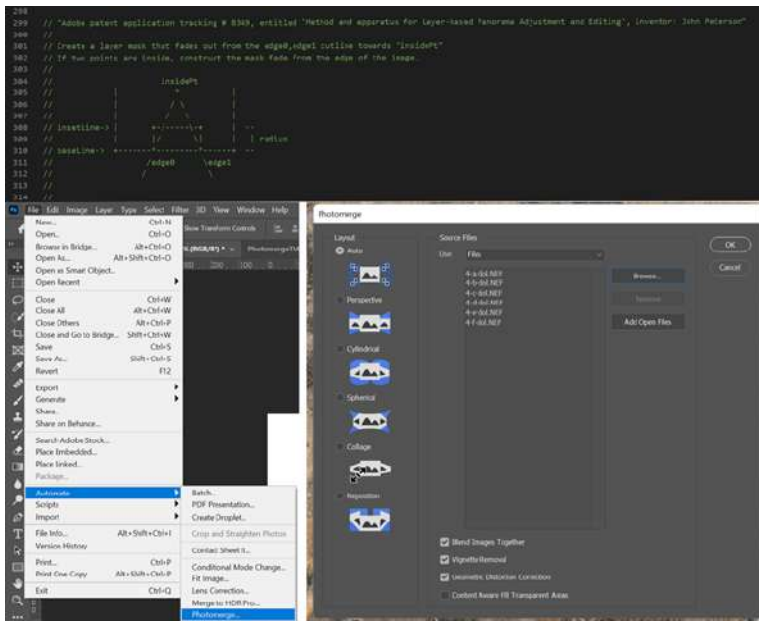 298
299 // "Adobe patent application tracking # B349, entitled 'Method and apparatus for Layer-based Panorama Adjustment and Editing', inventor: John Peterson"
300 //
301 // Create a layer mask that fades out from the edge0,edge1 cutline towards "insidePt"
302 // If two points are inside, construct the mask fade from the edge of the image.
303 //
304 // insidePt
305 // | * |
306 // | / \ |
307 // | / \ |
308 // insetLine-> | +-/-----\-+ | --
309 // | |/ \| | | radius
310 // baseLine-> +-------*---------*------+ --
311 // /edge0 \edge1
312 // / \
313 //
314 //
File Edit Image Layer Type Select Filter 3D View Window Help
New... Ctrl+N
Open... Ctrl+O
Browse in Bridge... Alt+Ctrl+O
Open As... Alt+Shift+Ctrl+O
Open as Smart Object...
Open Recent
Close Ctrl+W
Close All Alt+Ctrl+W
Close Others Alt+Ctrl+P
Close and Go to Bridge... Shift+Ctrl+W
Save Ctrl+S
Save As... Shift+Ctrl+S
Revert F12
Export
Generate
Share...
Share on Behance...
Search Adobe Stock...
Place Embedded...
Place Linked...
Package...
Automate
Scripts
Import
File Info... Alt+Shift+Ctrl+I
Version History
Print... Ctrl+P
Print One Copy Alt+Shift+Ctrl+P
Exit Ctrl+Q
Show Transform Controls
200 100 0
Batch...
PDF Presentation...
Create Droplet...
Crop and Straighten Photos
Contact Sheet II...
Conditional Mode Change...
Fit Image...
Lens Correction...
Merge to HDR Pro...
Photomerge...
Photomerge
Layout
Auto
Perspective
Cylindrical
Spherical
Collage
Reposition
Source Files
Use: Files
4-a-dol.NEF
4-b-dol.NEF
4-c-dol.NEF
4-d-dol.NEF
4-e-dol.NEF
4-f-dol.NEF
Browse...
Remove
Add Open Files
OK
Cancel
Blend Images Together
Vignette Removal
Geometric Distortion Correction
Content Aware Fill Transparent Areas